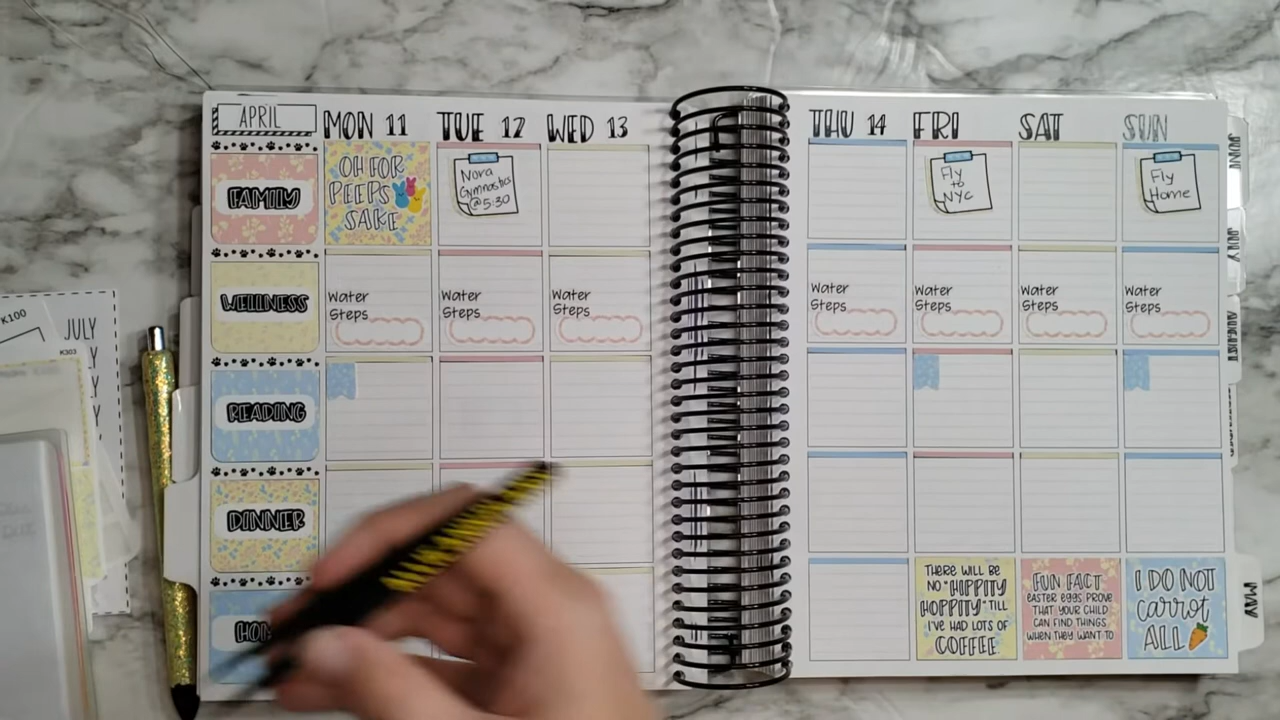 K100
JULY
K303
APRIL
MON 11
TUE 12
WED 13
THU 14
FRI
SAT
SUN
FAMILY
OH FOR
PEEPS
SAKE
Nora
Gymnastics
@ 5:30
Fly
to
NYC
Fly
Home
WELLNESS
Water
Steps
Water
Steps
Water
Steps
Water
Steps
Water
Steps
Water
Steps
Water
Steps
READING
DINNER
THERE WILL BE
NO "HIPPITY
HOPPITY" TILL
I'VE HAD LOTS OF
COFFEE.
FUN FACT
EASTER EGGS PROVE
THAT YOUR CHILD
CAN FIND THINGS
WHEN THEY WANT TO
I DO NOT
carrot
ALL
JUNE
JULY
AUGUST
MAY